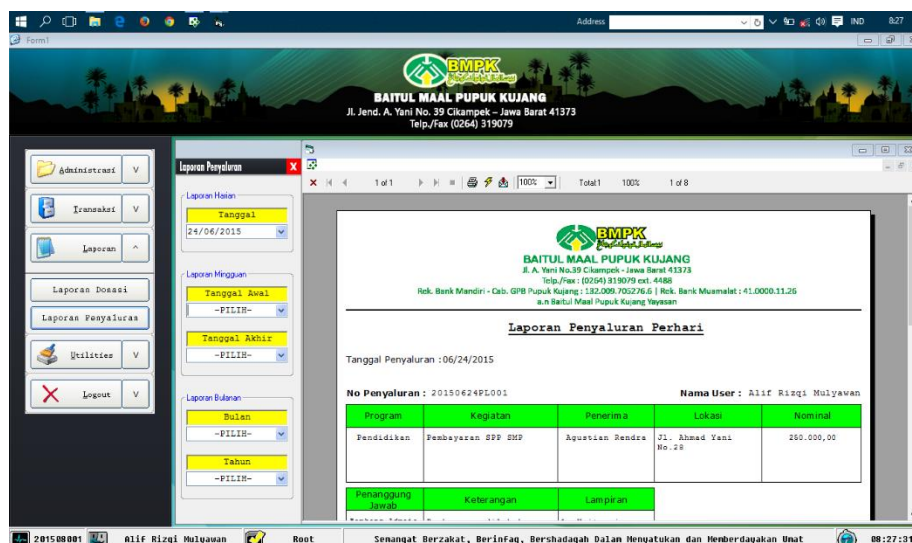 Address
IND
8:27
Form1
BMPK
BAITUL MAAL PUPUK KUJANG
Jl. Jend. A. Yani No. 39 Cikampek – Jawa Barat 41373
Telp./Fax (0264) 319079
Administrasi V
Transaksi V
Laporan ^
Laporan Donasi
Laporan Penyaluran
Utilities V
Logout V
Laporan Penyaluran X
Laporan Harian
Tanggal
24/06/2015
Laporan Mingguan
Tanggal Awal
-PILIH-
Tanggal Akhir
-PILIH-
Laporan Bulanan
Bulan
-PILIH-
Tahun
-PILIH-
1 of 1 100% Total:1 100% 1 of 8
BMPK
BAITUL MAAL PUPUK KUJANG
Jl. A. Yani No.39 Cikampek - Jawa Barat 41373
Telp./Fax : (0264) 319079 ext. 4488
Rek. Bank Mandiri - Cab. GPB Pupuk Kujang : 132.009.705276.6 | Rek. Bank Muamalat : 41.0000.11.26
a.n Baitul Maal Pupuk Kujang Yayasan
Laporan Penyaluran Perhari
Tanggal Penyaluran :06/24/2015
No Penyaluran : 20150624PL001 Nama User : Alif Rizqi Mulyawan
Program Kegiatan Penerima Lokasi Nominal
Pendidikan Pembayaran SPP SMP Agustian Rendra Jl. Ahmad Yani No.28 250.000,00
Penanggung Jawab Keterangan Lampiran
201508001 Alif Rizqi Mulyawan Root Semangat Berzakat, Berinfaq, Bershadaqah Dalam Menyatukan dan Memberdayakan Umat 08:27:31